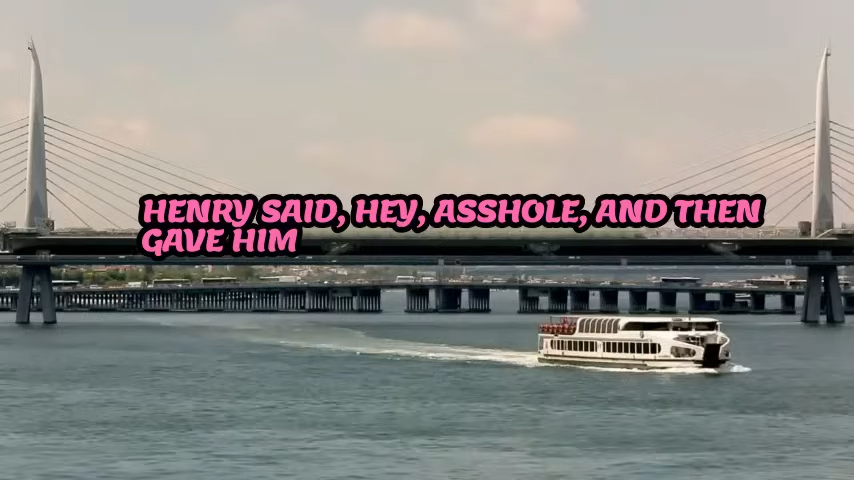 HENRY SAID, HEY, ASSHOLE, AND THEN
GAVE HIM